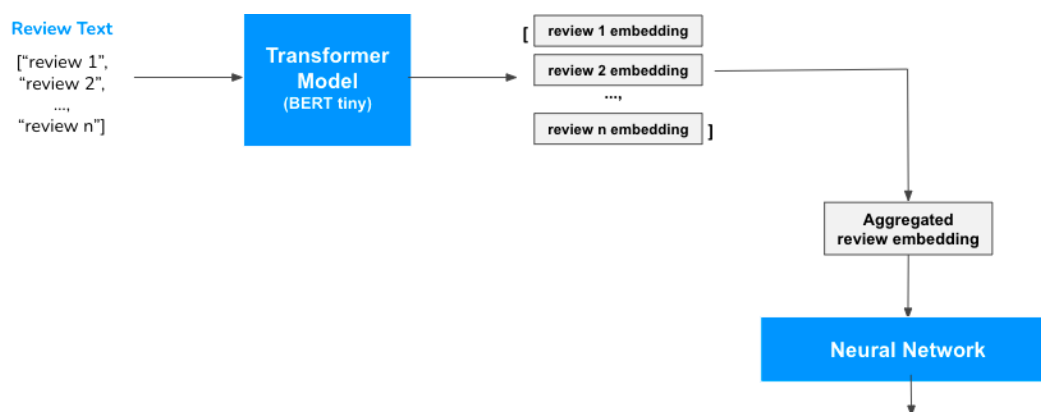 Review Text
[“review 1”,
“review 2”,
...,
“review n”]
Transformer
Model
(BERT tiny)
[ review 1 embedding
review 2 embedding
...,
review n embedding ]
Aggregated
review embedding
Neural Network